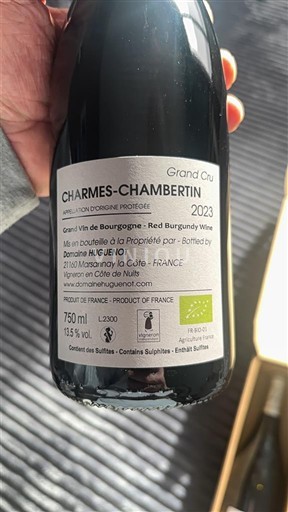 Grand Cru
CHARMES-CHAMBERTIN
APPELLATION D'ORIGINE PROTÉGÉE
2023
Grand Vin de Bourgogne - Red Burgundy Wine
Mis en bouteille à la Propriété par - Bottled by
Domaine HUGUENOT
21160 Marsannay la Côte - FRANCE
Vigneron en Côte de Nuits
www.domainehuguenot.com
PRODUIT DE FRANCE - PRODUCT OF FRANCE
750 ml
L.2300
13.5 % vol.
vigneron
FR-BIO-01
Agriculture France
Contient des Sulfites - Contains Sulphites - Enthält Sulfites